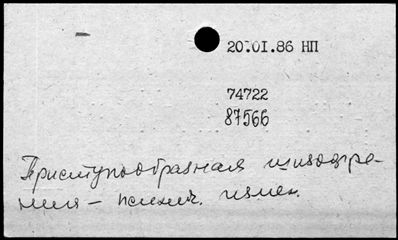 20.01.86 НП
74722
87566
Приступообразная шизофре-
ния – психич. измен.